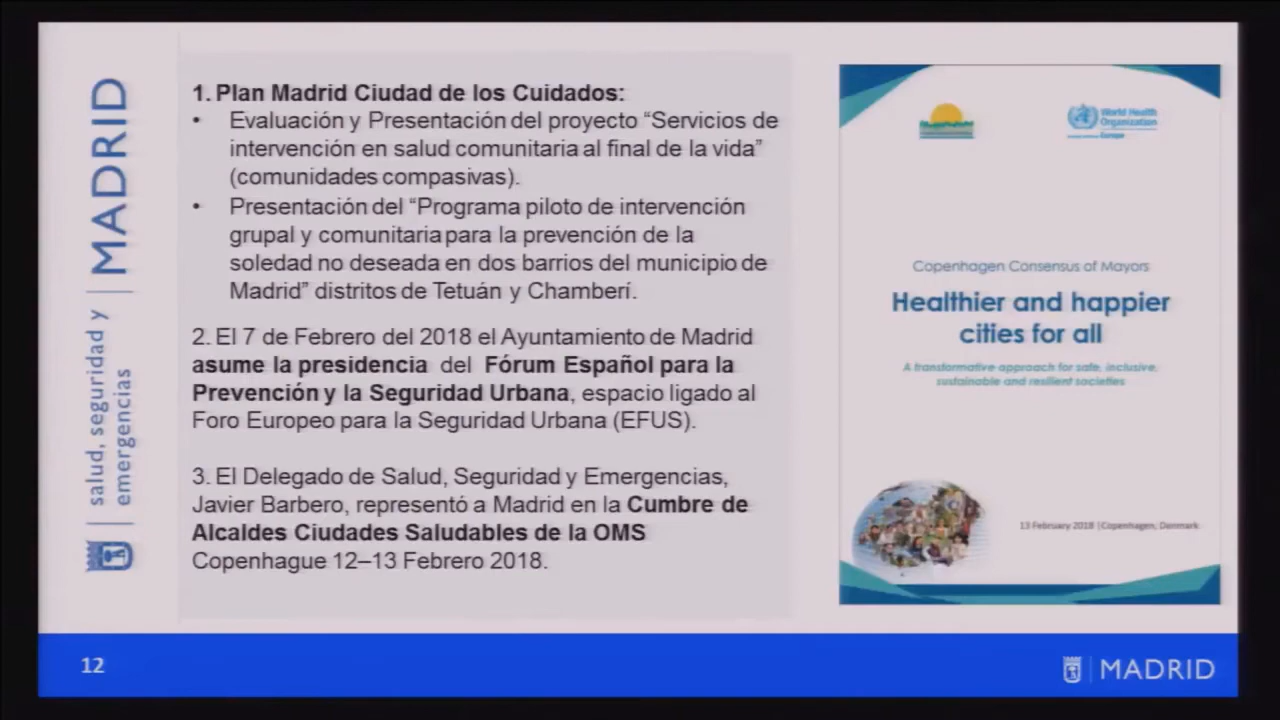 MADRID
salud, seguridad y
emergencias
1. Plan Madrid Ciudad de los Cuidados:
• Evaluación y Presentación del proyecto “Servicios de
intervención en salud comunitaria al final de la vida”
(comunidades compasivas).
• Presentación del “Programa piloto de intervención
grupal y comunitaria para la prevención de la
soledad no deseada en dos barrios del municipio de
Madrid” distritos de Tetuán y Chamberí.
2. El 7 de Febrero del 2018 el Ayuntamiento de Madrid
asume la presidencia del Fórum Español para la
Prevención y la Seguridad Urbana, espacio ligado al
Foro Europeo para la Seguridad Urbana (EFUS).
3. El Delegado de Salud, Seguridad y Emergencias,
Javier Barbero, representó a Madrid en la Cumbre de
Alcaldes Ciudades Saludables de la OMS
Copenhague 12–13 Febrero 2018.
World Health
Organization
Europe
Copenhagen Consensus of Mayors
Healthier and happier
cities for all
A transformative approach for safe, inclusive,
sustainable and resilient societies
13 February 2018 | Copenhagen, Denmark
12
MADRID